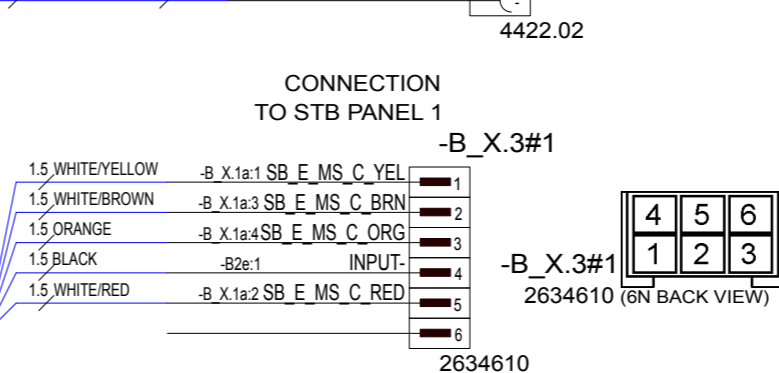 4422.02
CONNECTION
TO STB PANEL 1
-B_X.3#1
1.5 WHITE/YELLOW -B_X.1a:1 SB_E_MS_C_YEL 1
1.5 WHITE/BROWN -B_X.1a:3 SB_E_MS_C_BRN 2
1.5 ORANGE -B_X.1a:4 SB_E_MS_C_ORG 3
1.5 BLACK -B2e:1 INPUT- 4
1.5 WHITE/RED -B_X.1a:2 SB_E_MS_C_RED 5
6
2634610
4 5 6
1 2 3
-B_X.3#1
2634610 (6N BACK VIEW)